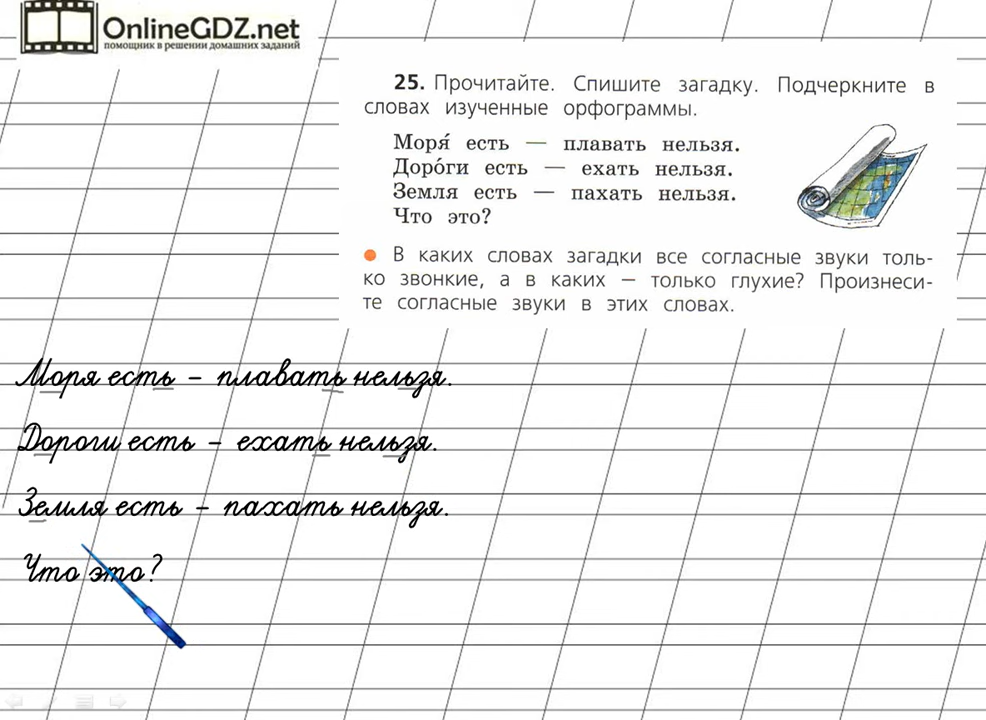 OnlineGDZ.net
помощник в решении домашних заданий
25. Прочитайте. Спишите загадку. Подчеркните в
словах изученные орфограммы.
Моря́ есть — плавать нельзя.
Доро́ги есть — ехать нельзя.
Земля есть — пахать нельзя.
Что это?
В каких словах загадки все согласные звуки толь-
ко звонкие, а в каких – только глухие? Произнеси-
те согласные звуки в этих словах.
Моря есть – плавать нельзя.
Дороги есть – ехать нельзя.
Земля есть – пахать нельзя.
Что это?